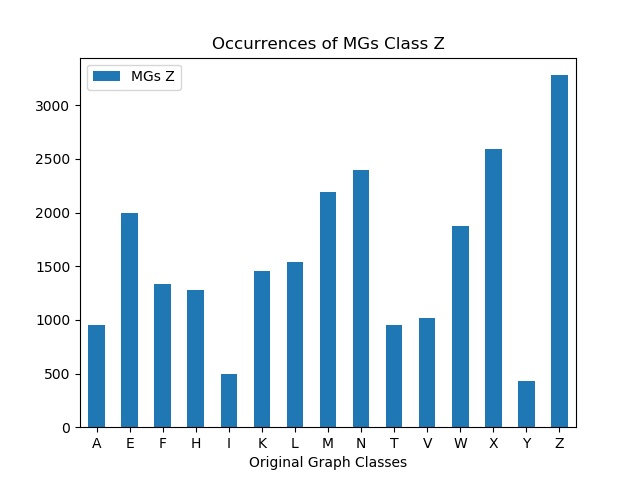 Occurrences of MGs Class Z
MGs Z
3000
2500
2000
1500
1000
500
0
A E F H I K L M N T V W X Y Z
Original Graph Classes